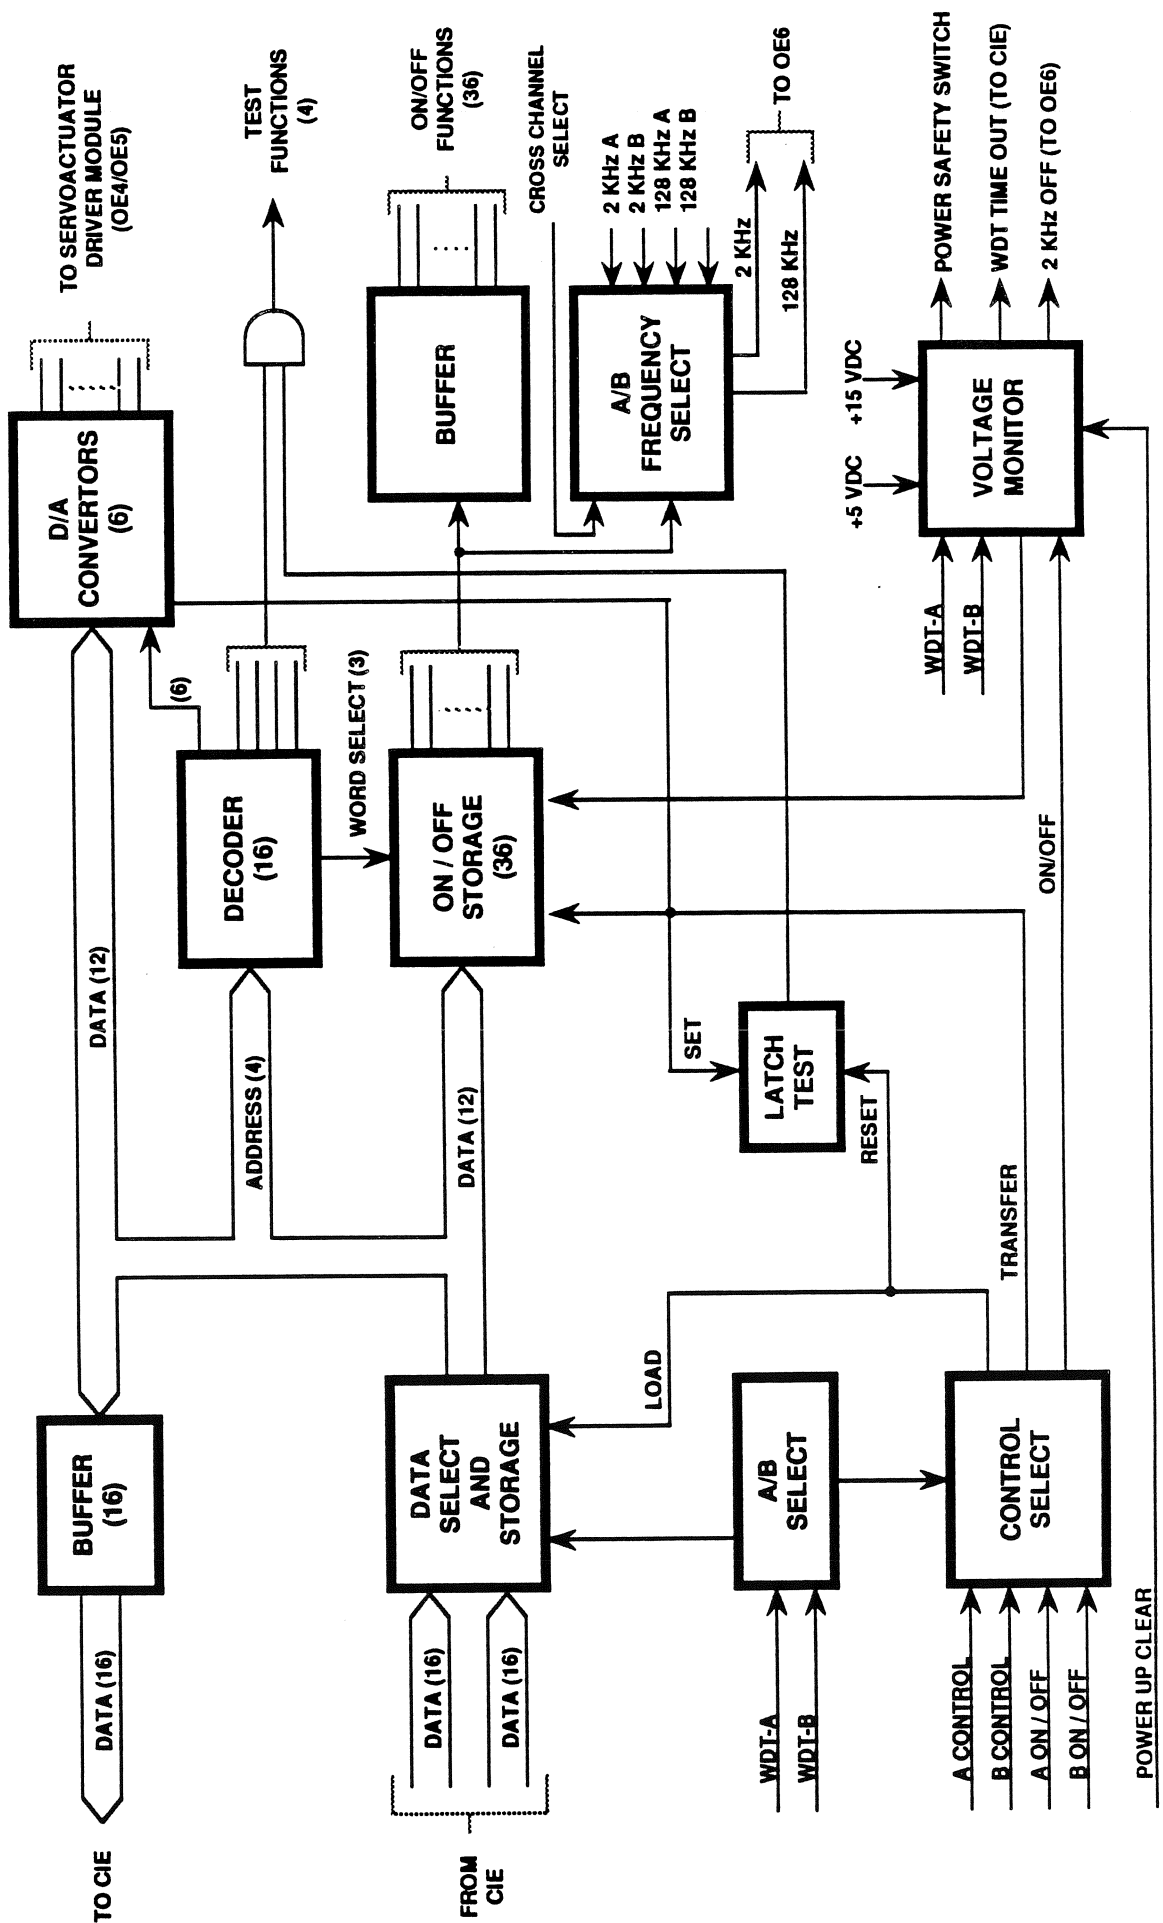 TO CIE
DATA (16)
BUFFER
(16)
DATA (12)
D/A
CONVERTORS
(6)
TO SERVOACTUATOR
DRIVER MODULE
(OE4/OE5)
ADDRESS (4)
DECODER
(16)
(6)
TEST
FUNCTIONS
(4)
WORD SELECT (3)
FROM
CIE
DATA (16)
DATA (16)
DATA
SELECT
AND
STORAGE
DATA (12)
ON / OFF
STORAGE
(36)
BUFFER
ON/OFF
FUNCTIONS
(36)
CROSS CHANNEL
SELECT
A/B
FREQUENCY
SELECT
2 KHz A
2 KHz B
128 KHz A
128 KHz B
2 KHz
128 KHz
TO OE6
LOAD
SET
LATCH
TEST
RESET
WDT-A
WDT-B
A/B
SELECT
TRANSFER
ON/OFF
A CONTROL
B CONTROL
A ON / OFF
B ON / OFF
CONTROL
SELECT
+5 VDC
+15 VDC
WDT-A
WDT-B
VOLTAGE
MONITOR
POWER SAFETY SWITCH
WDT TIME OUT (TO CIE)
2 KHz OFF (TO OE6)
POWER UP CLEAR